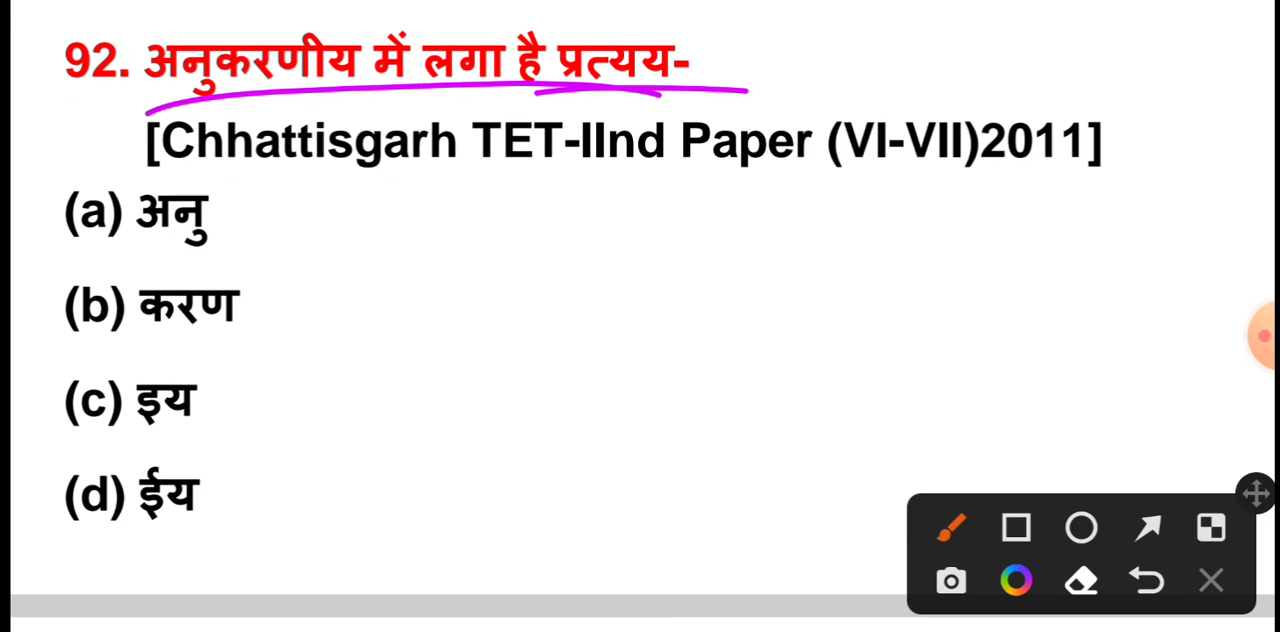 92. अनुकरणीय में लगा है प्रत्यय-
[Chhattisgarh TET-IInd Paper (VI-VII)2011]
(a) अनु
(b) करण
(c) इय
(d) ईय